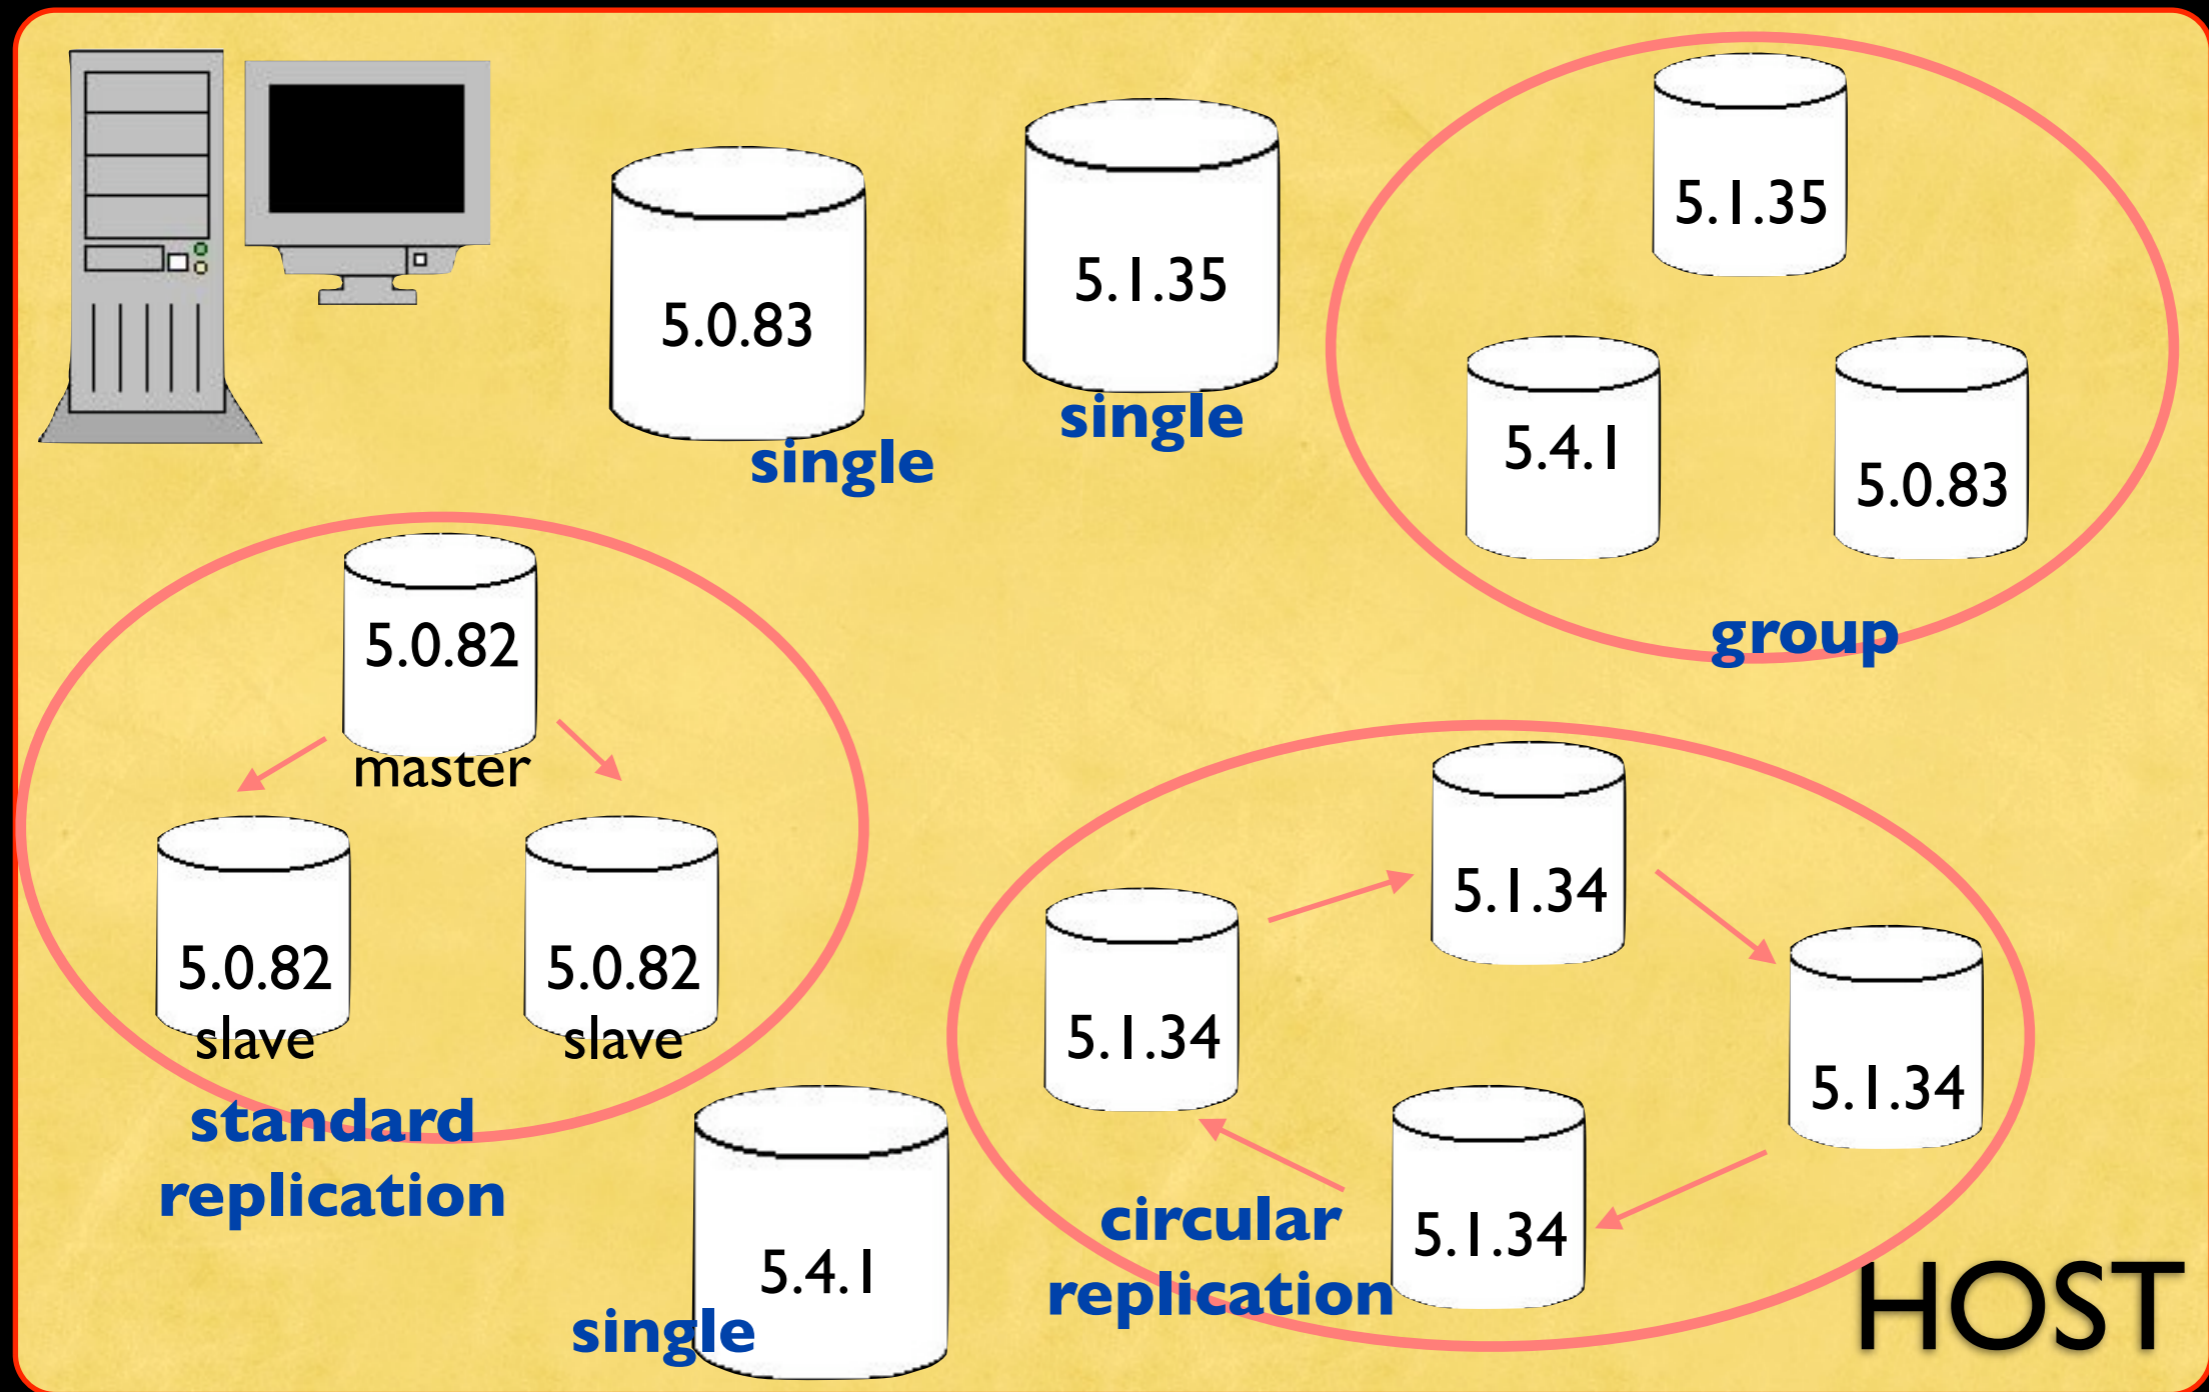 5.0.83
single
5.1.35
single
5.1.35
5.4.1
5.0.83
group
5.0.82
master
5.0.82
slave
5.0.82
slave
standard
replication
5.4.1
single
5.1.34
5.1.34
5.1.34
5.1.34
circular
replication
HOST